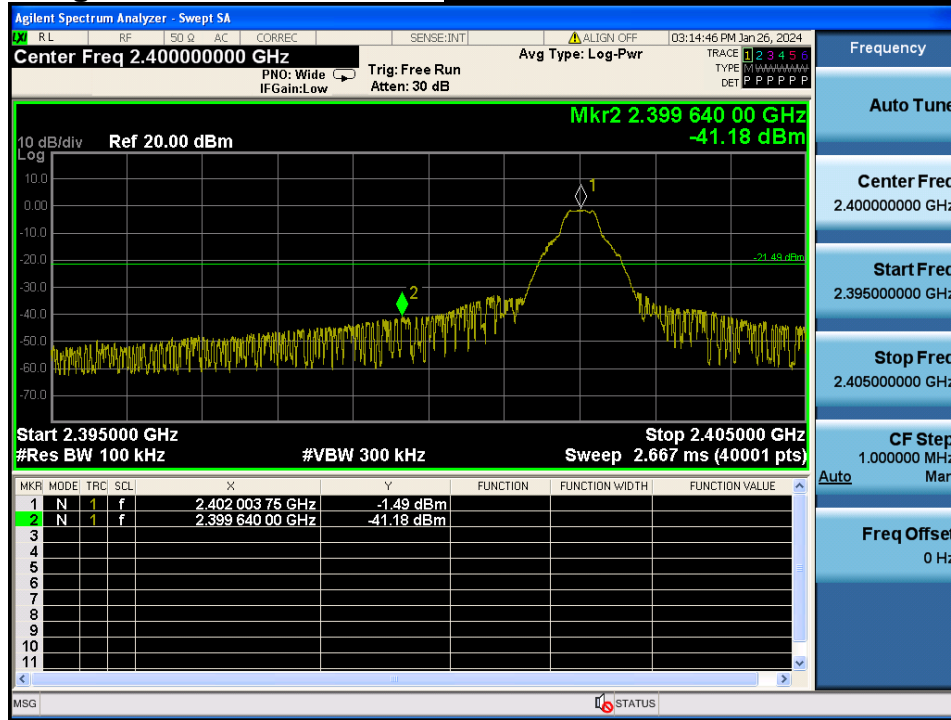 Agilent Spectrum Analyzer - Swept SA
LXI RL RF 50 Ω AC CORREC SENSE:INT ALIGN OFF 03:14:46 PM Jan 26, 2024
Center Freq 2.400000000 GHz
PNO: Wide
IFGain:Low
Trig: Free Run
Atten: 30 dB
Avg Type: Log-Pwr
TRACE 1 2 3 4 5 6
TYPE M W W W W W
DET P P P P P P
Mkr2 2.399 640 00 GHz
-41.18 dBm
10 dB/div Ref 20.00 dBm
Log
10.0
0.00
-10.0
-20.0
-30.0
-40.0
-50.0
-60.0
-70.0
1
2
-21.49 dBm
Start 2.395000 GHz Stop 2.405000 GHz
#Res BW 100 kHz #VBW 300 kHz Sweep 2.667 ms (40001 pts)
MKR MODE TRC SCL X Y FUNCTION FUNCTION WIDTH FUNCTION VALUE
1 N 1 f 2.402 003 75 GHz -1.49 dBm
2 N 1 f 2.399 640 00 GHz -41.18 dBm
3
4
5
6
7
8
9
10
11
MSG STATUS
Frequency
Auto Tune
Center Freq
2.400000000 GHz
Start Freq
2.395000000 GHz
Stop Freq
2.405000000 GHz
CF Step
1.000000 MHz
Auto Man
Freq Offset
0 Hz